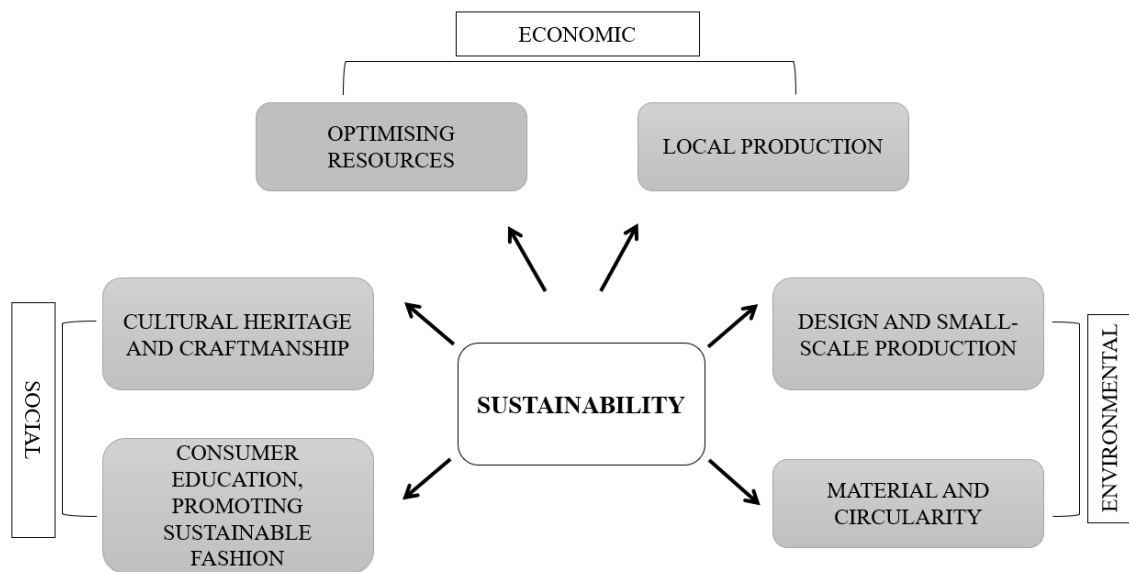 ECONOMIC
OPTIMISING
RESOURCES
LOCAL PRODUCTION
SOCIAL
CULTURAL HERITAGE
AND CRAFTMANSHIP
CONSUMER
EDUCATION,
PROMOTING
SUSTAINABLE
FASHION
SUSTAINABILITY
DESIGN AND SMALL-
SCALE PRODUCTION
MATERIAL AND
CIRCULARITY
ENVIRONMENTAL